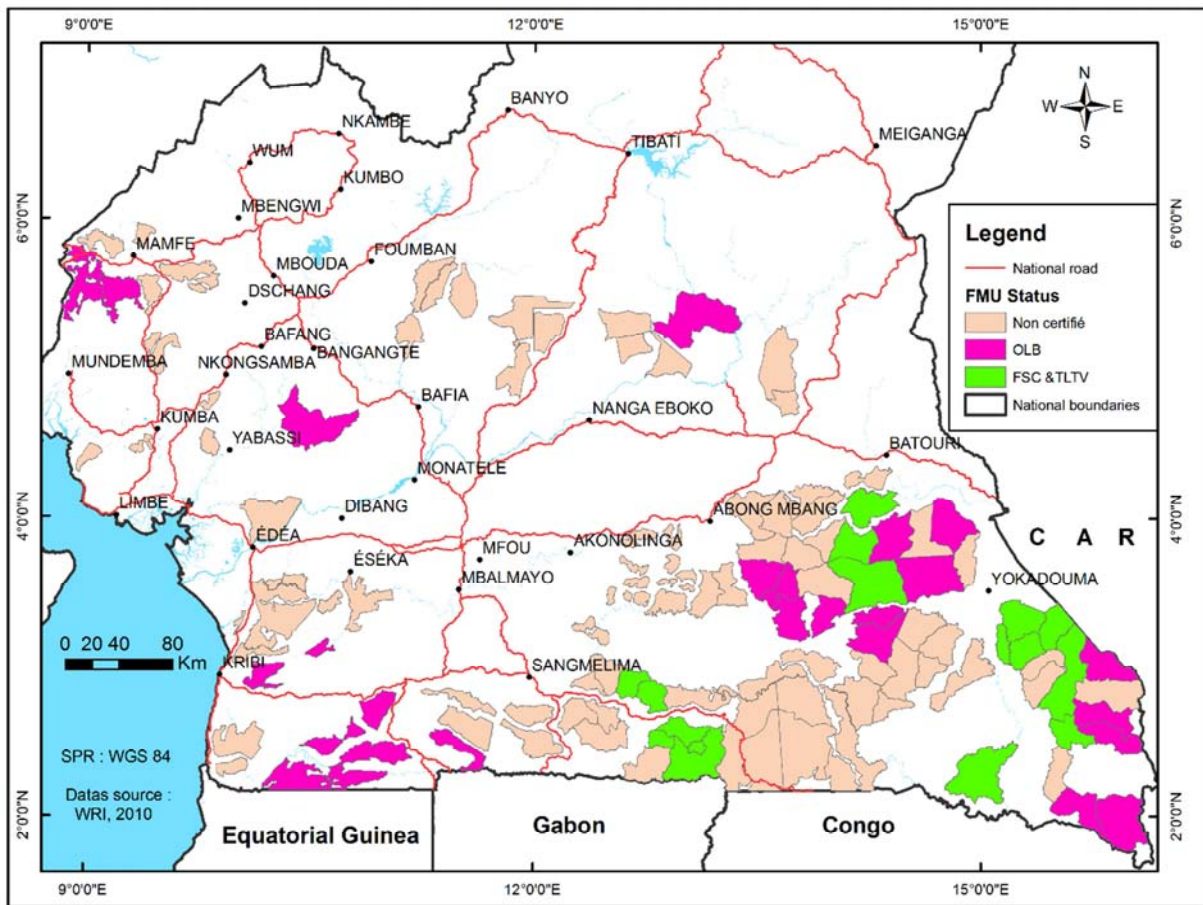 9°0'0"E
12°0'0"E
15°0'0"E
N
W
E
S
BANYO
NKAMBE
MEIGANGA
TIBATI
WUM
KUMBO
MBENGWI
6°0'0"N
6°0'0"N
MAMFE
FOUMBAN
MBOUDA
DSCHANG
BAFANG
BANGANGTE
MUNDEMBA
NKONGSAMBA
BAFIA
NANGA EBOKO
KUMBA
YABASSI
BATOURI
MONATELE
LIMBE
DIBANG
ABONG MBANG
4°0'0"N
4°0'0"N
ÉDÉA
MFOU
AKONOLINGA
C A R
ÉSÉKA
MBALMAYO
YOKADOUMA
0 20 40 80
Km
KRIBI
SANGMELIMA
SPR : WGS 84
Datas source :
WRI, 2010
2°0'0"N
2°0'0"N
Equatorial Guinea
Gabon
Congo
9°0'0"E
12°0'0"E
15°0'0"E
Legend
National road
FMU Status
Non certifié
OLB
FSC &TLTV
National boundaries